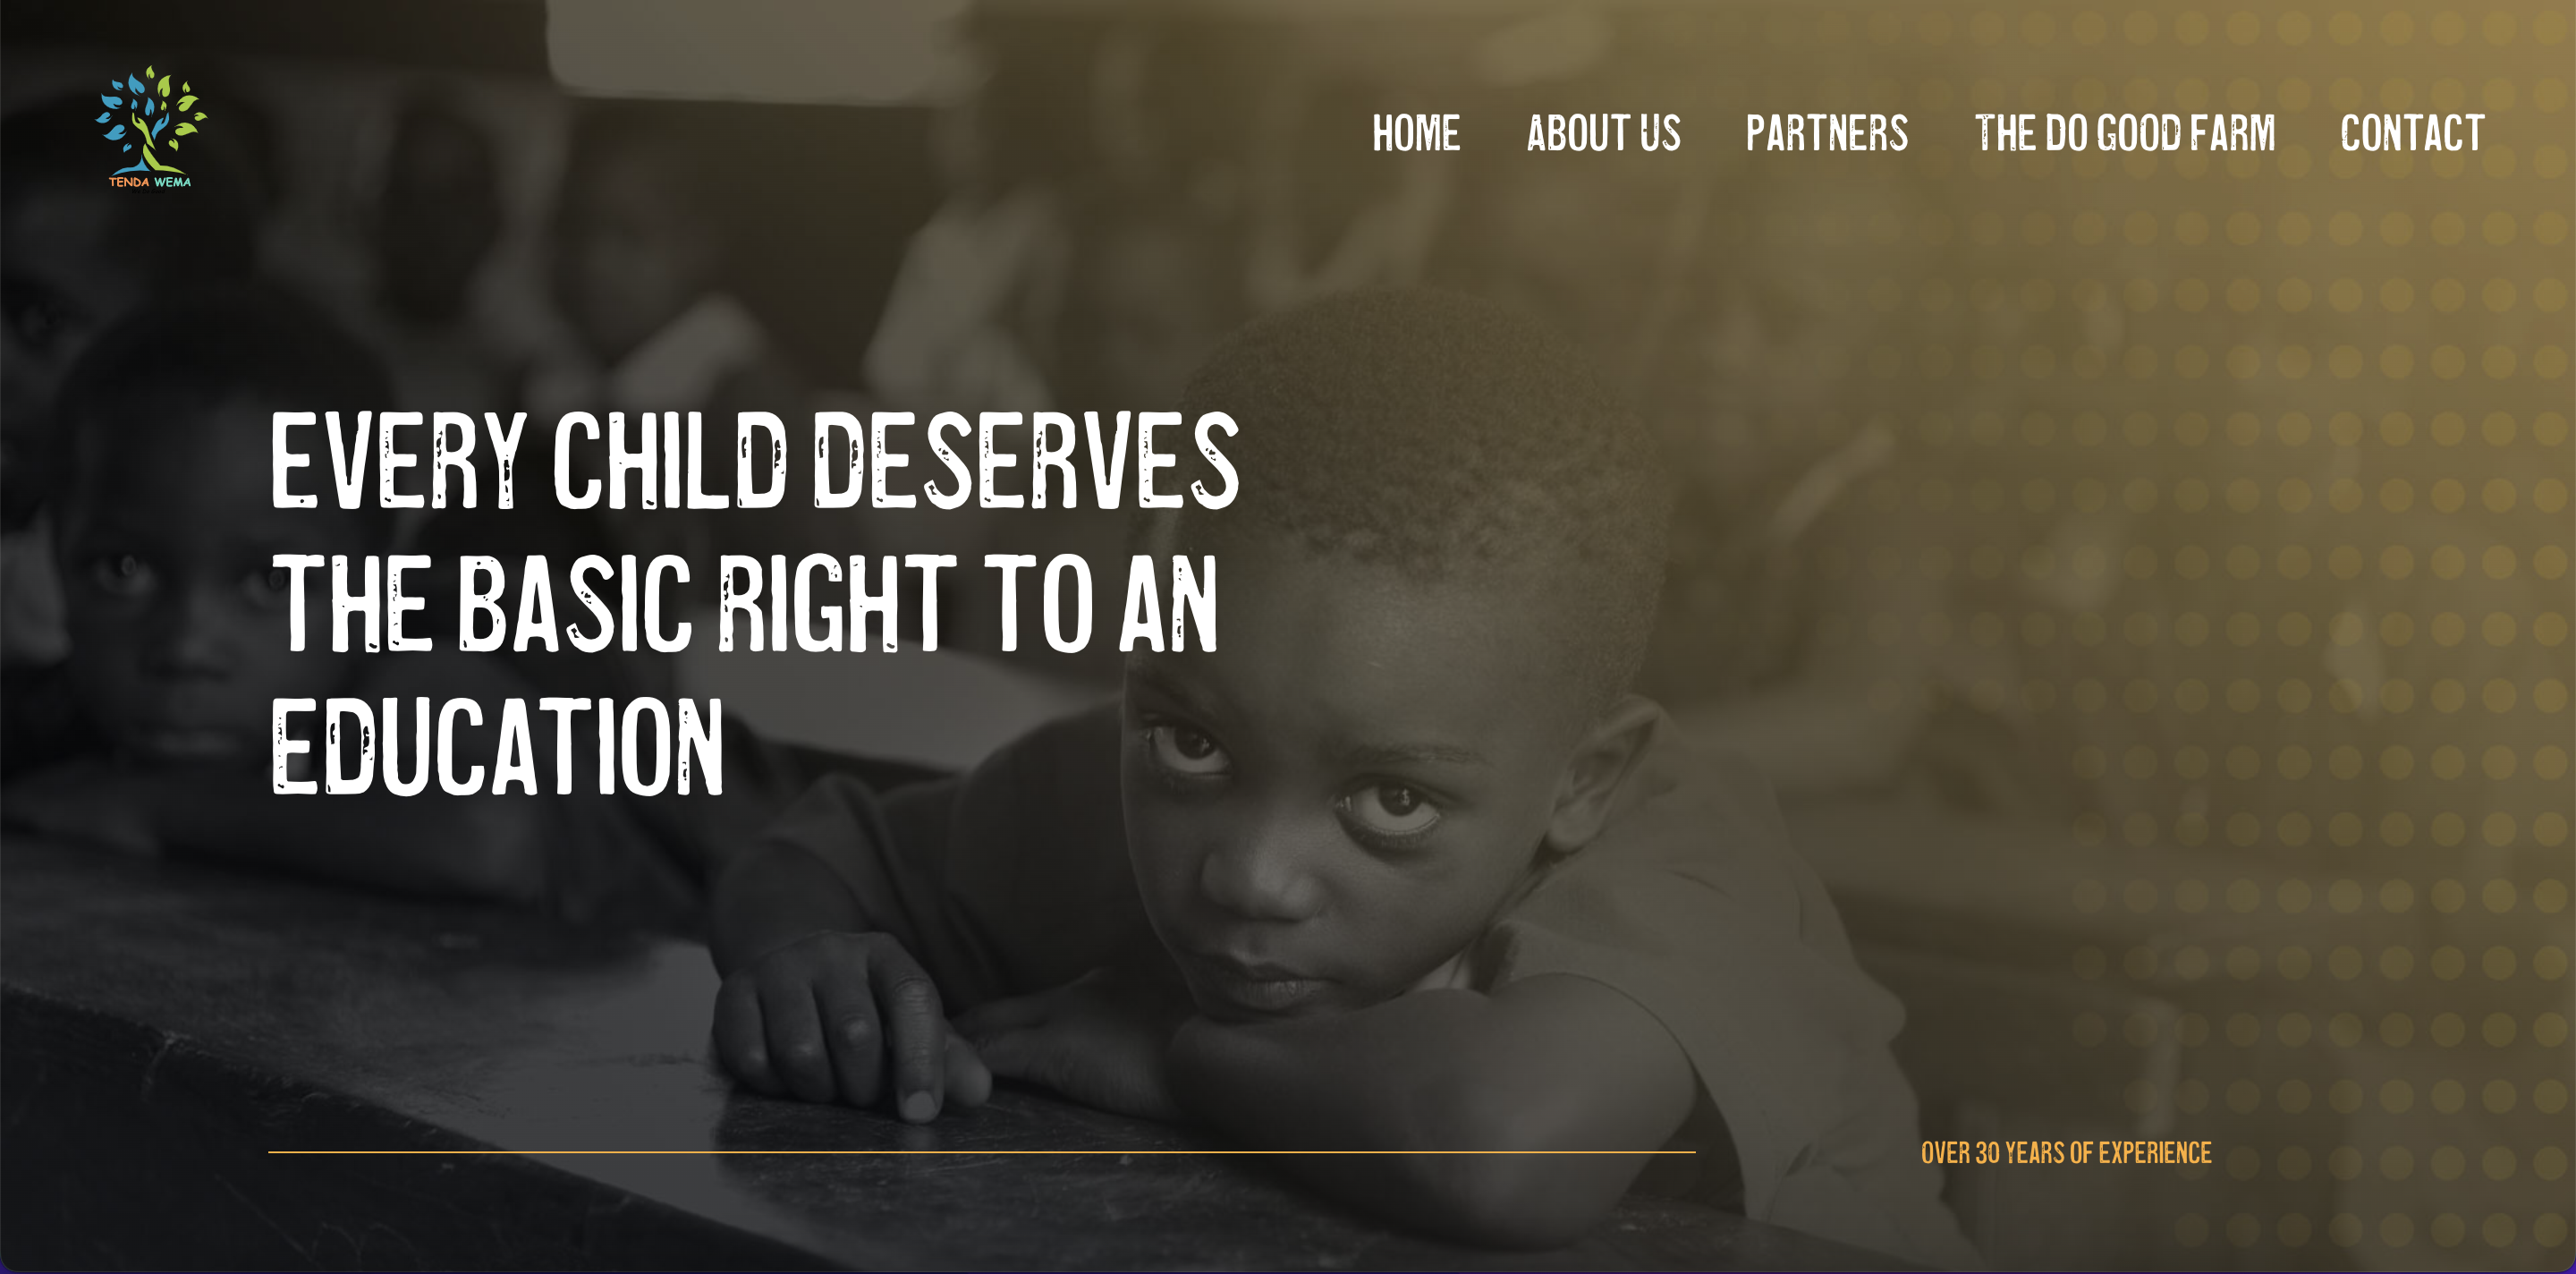 TENDA WEMA
HOME ABOUT US PARTNERS THE DO GOOD FARM CONTACT
EVERY CHILD DESERVES
THE BASIC RIGHT TO AN
EDUCATION
OVER 30 YEARS OF EXPERIENCE